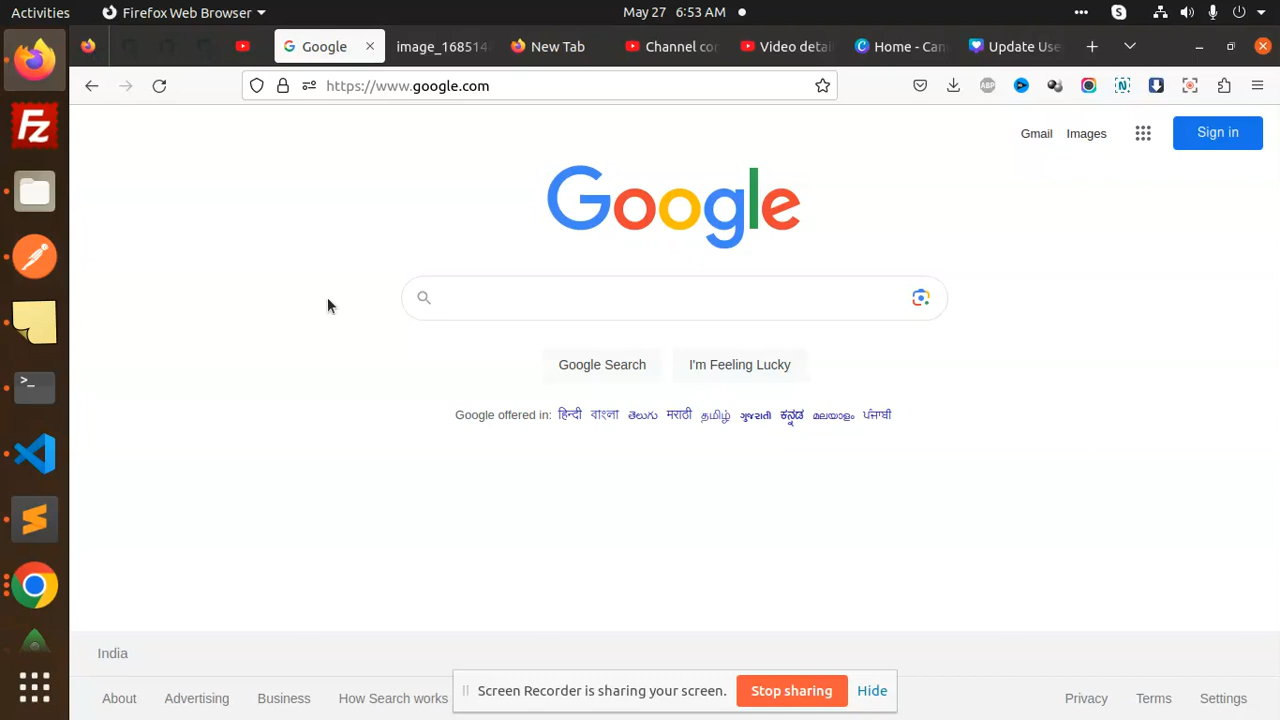 Activities
Firefox Web Browser
May 27 6:53 AM
Google
image_168514
New Tab
Channel co
Video detai
Home - Can
Update Use
https://www.google.com
ABP
N
Gmail Images Sign in
Google
Fz
>_
Google Search I'm Feeling Lucky
Google offered in: हिन्दी বাংলা తెలుగు मराठी தமிழ் ગુજરાતી ಕನ್ನಡ മലയാളം ਪੰਜਾਬੀ
India
Screen Recorder is sharing your screen. Stop sharing Hide
About Advertising Business How Search works Privacy Terms Settings